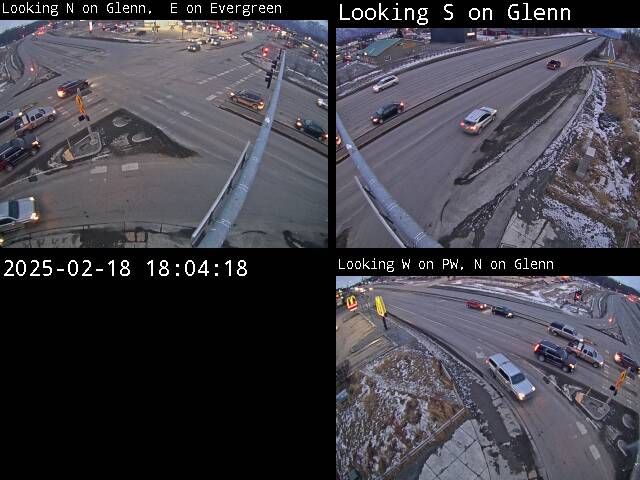 Looking N on Glenn,  E on Evergreen
Looking S on Glenn
2025-02-18 18:04:18
Looking W on PW, N on Glenn